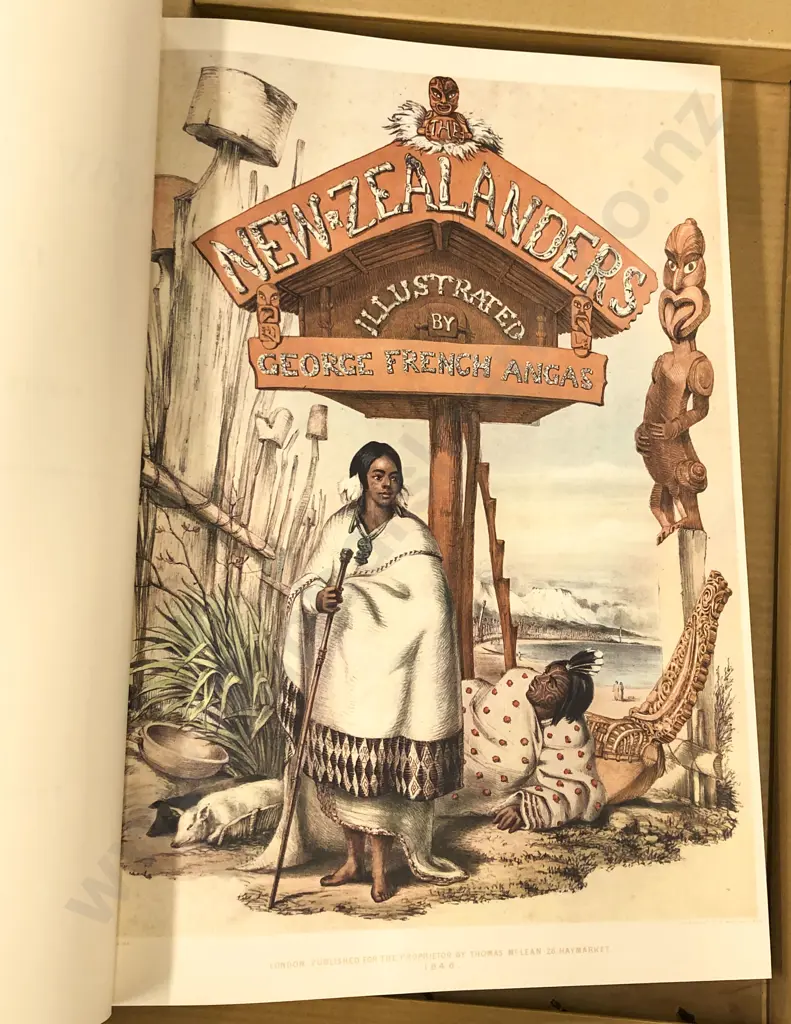 THE
NEW-ZEALANDERS
ILLUSTRATED
BY
GEORGE FRENCH ANGAS
LONDON. PUBLISHED FOR THE PROPRIETOR BY THOMAS McLEAN 26. HAYMARKET
1846